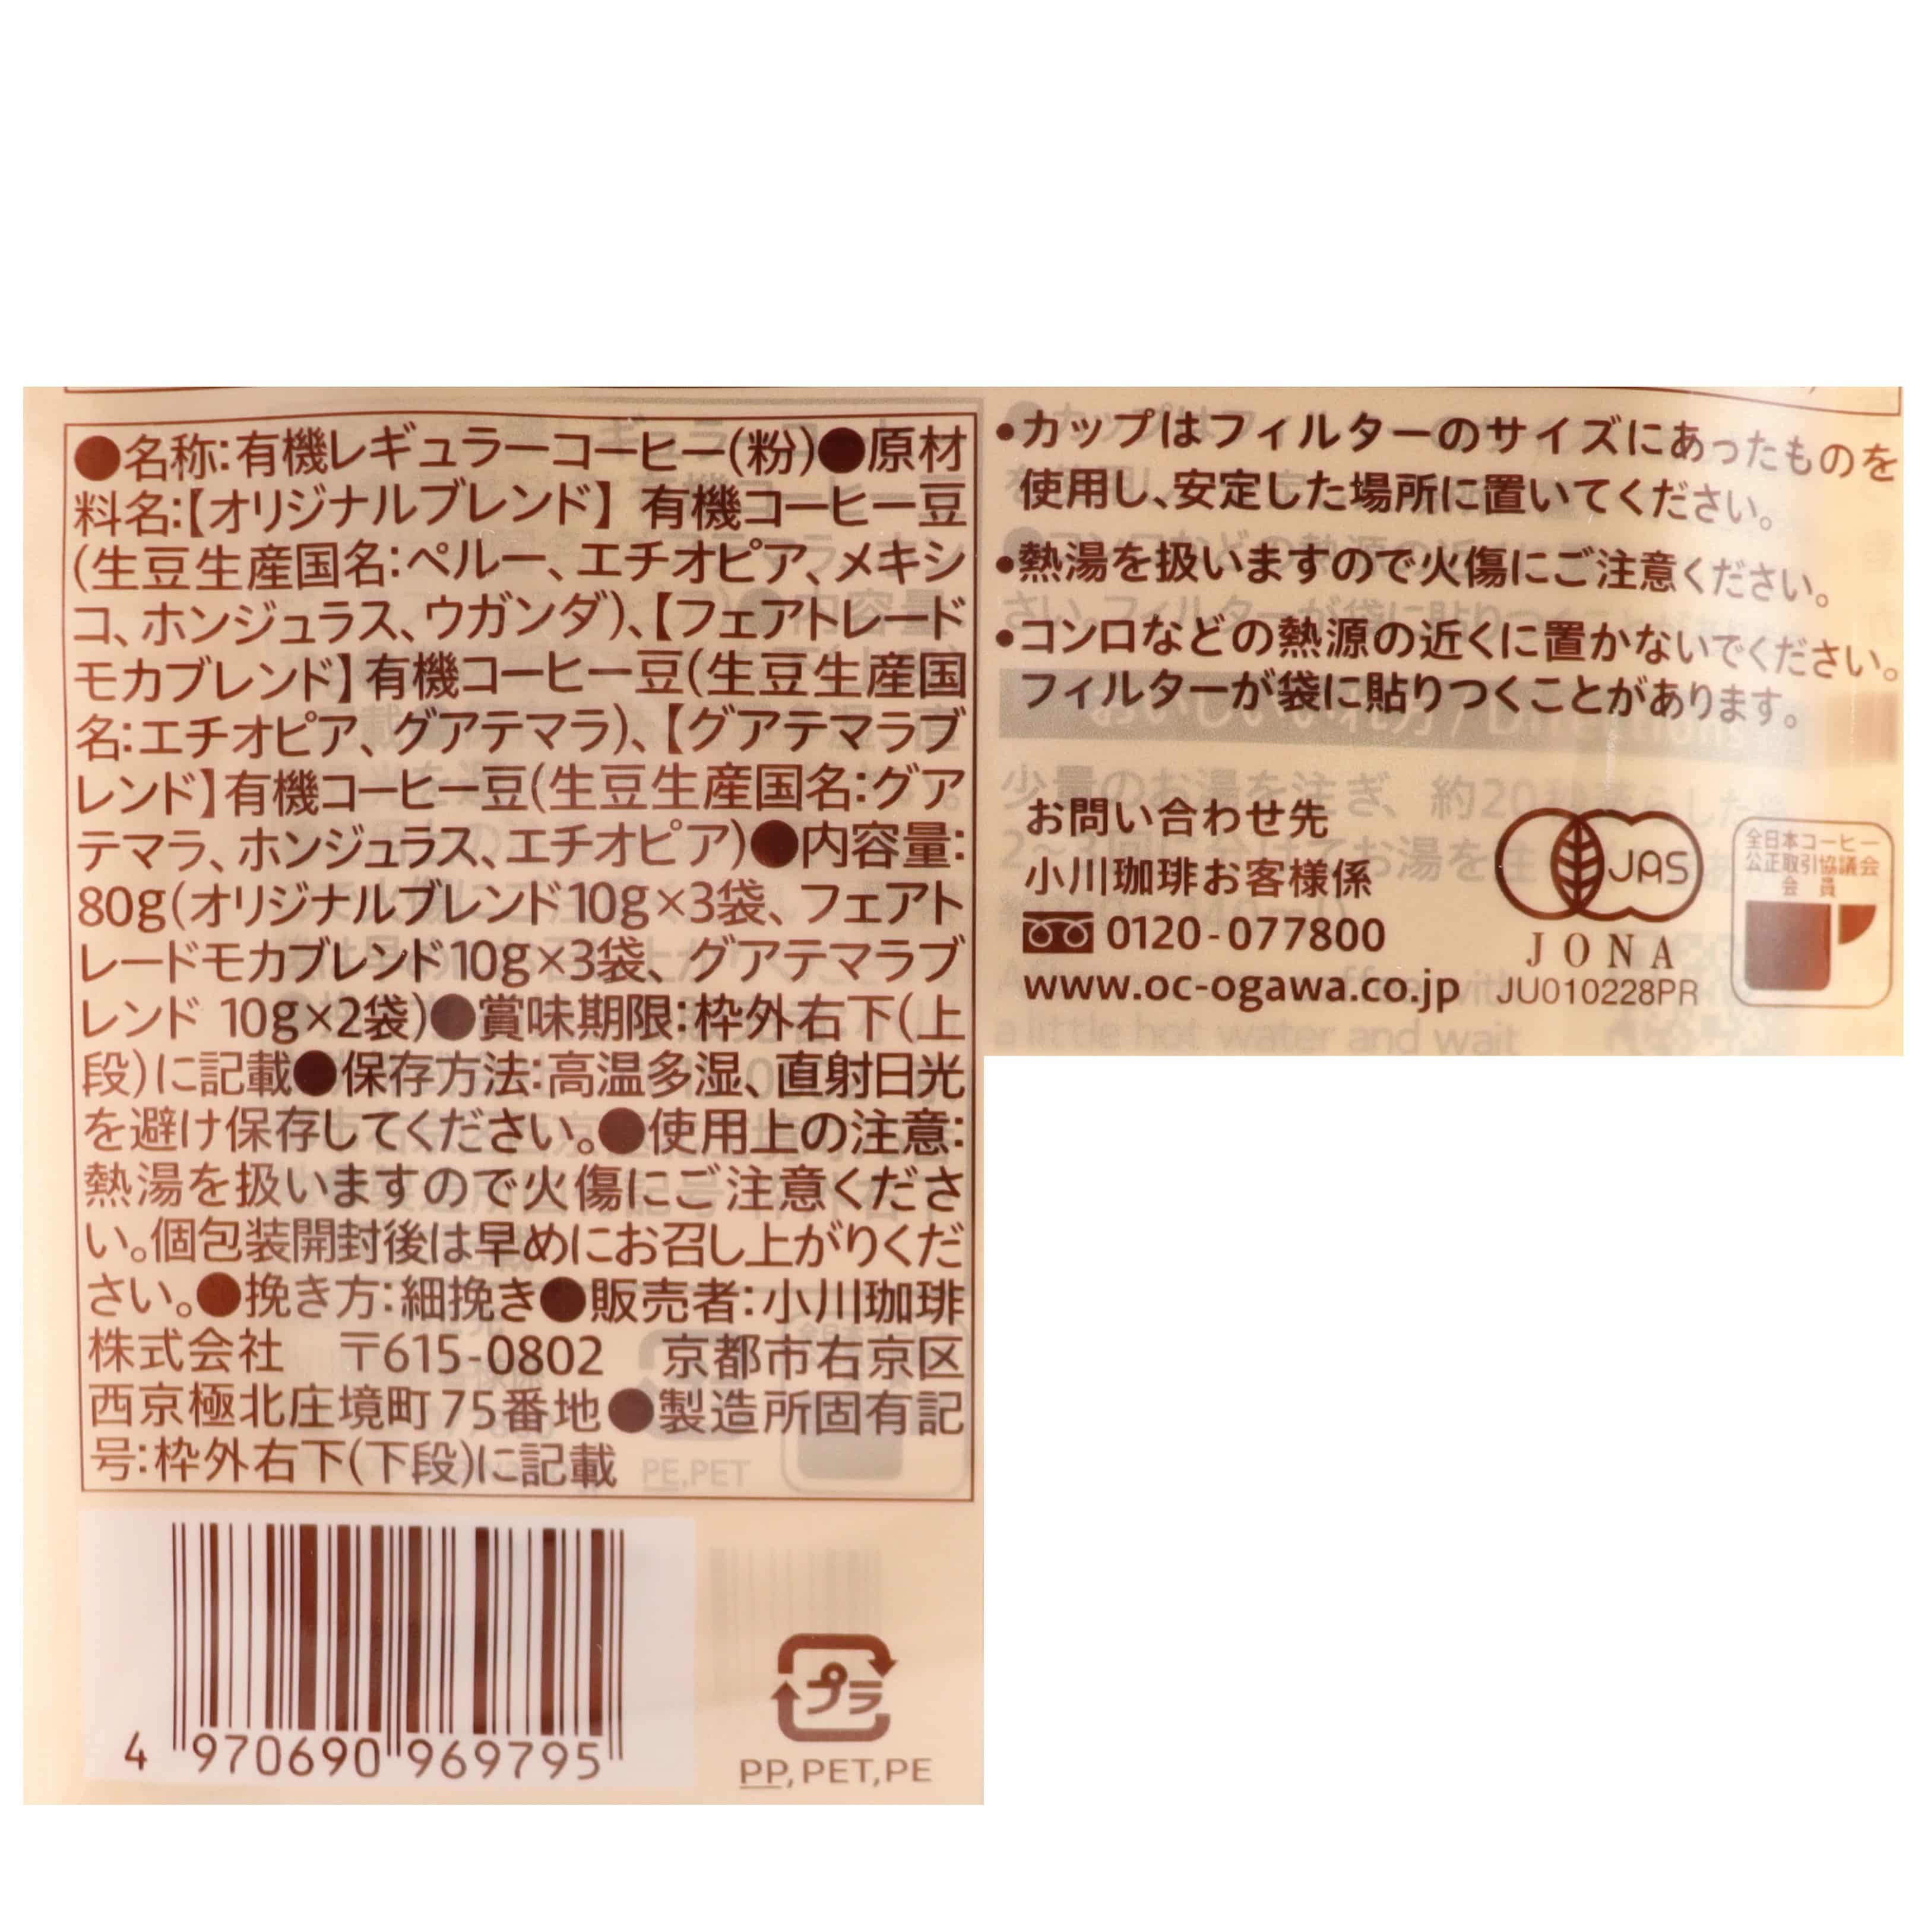 ●名称:有機レギュラーコーヒー(粉)●原材
料名:【オリジナルブレンド】 有機コーヒー豆
(生豆生産国名:ペルー、エチオピア、メキシ
コ、ホンジュラス、ウガンダ)、【フェアトレード
モカブレンド】有機コーヒー豆(生豆生産国
名:エチオピア、グアテマラ)、【グアテマラブ
レンド】有機コーヒー豆(生豆生産国名:グア
テマラ、ホンジュラス、エチオピア)●内容量:
80g(オリジナルブレンド10g×3袋、フェアト
レードモカブレンド10g×3袋、グアテマラブ
レンド 10g×2袋)●賞味期限:枠外右下(上
段)に記載●保存方法:高温多湿、直射日光
を避け保存してください。●使用上の注意:
熱湯を扱いますので火傷にご注意くださ
い。個包装開封後は早めにお召し上がりくだ
さい。●挽き方:細挽き●販売者:小川珈琲
株式会社 〒615-0802 京都市右京区
西京極北庄境町75番地●製造所固有記
号:枠外右下(下段)に記載
4 970690 969795
プラ
PP,PET,PE
•カップはフィルターのサイズにあったものを
使用し、安定した場所に置いてください。
•熱湯を扱いますので火傷にご注意ください。
•コンロなどの熱源の近くに置かないでください。
フィルターが袋に貼りつくことがあります。
お問い合わせ先
小川珈琲お客様係
0120-077800
www.oc-ogawa.co.jp
JAS
JONA
JU010228PR
全日本コーヒー
公正取引協議会
会員